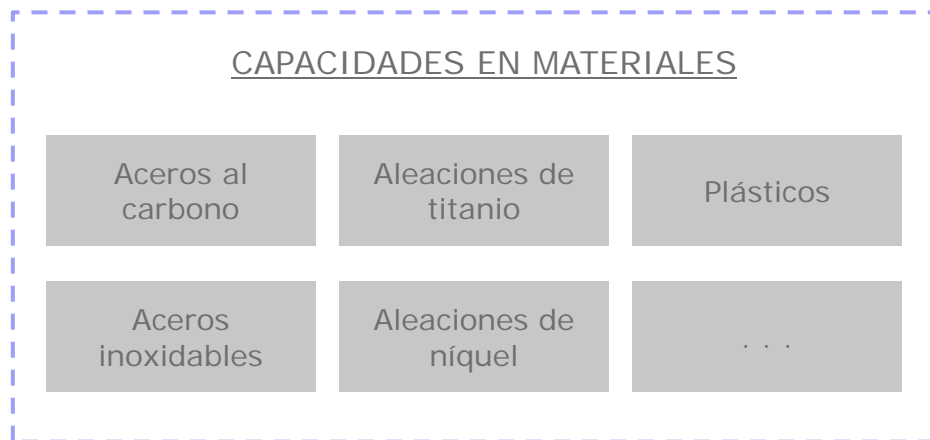 CAPACIDADES EN MATERIALES
Aceros al
carbono
Aleaciones de
titanio
Plásticos
Aceros
inoxidables
Aleaciones de
níquel
. . .